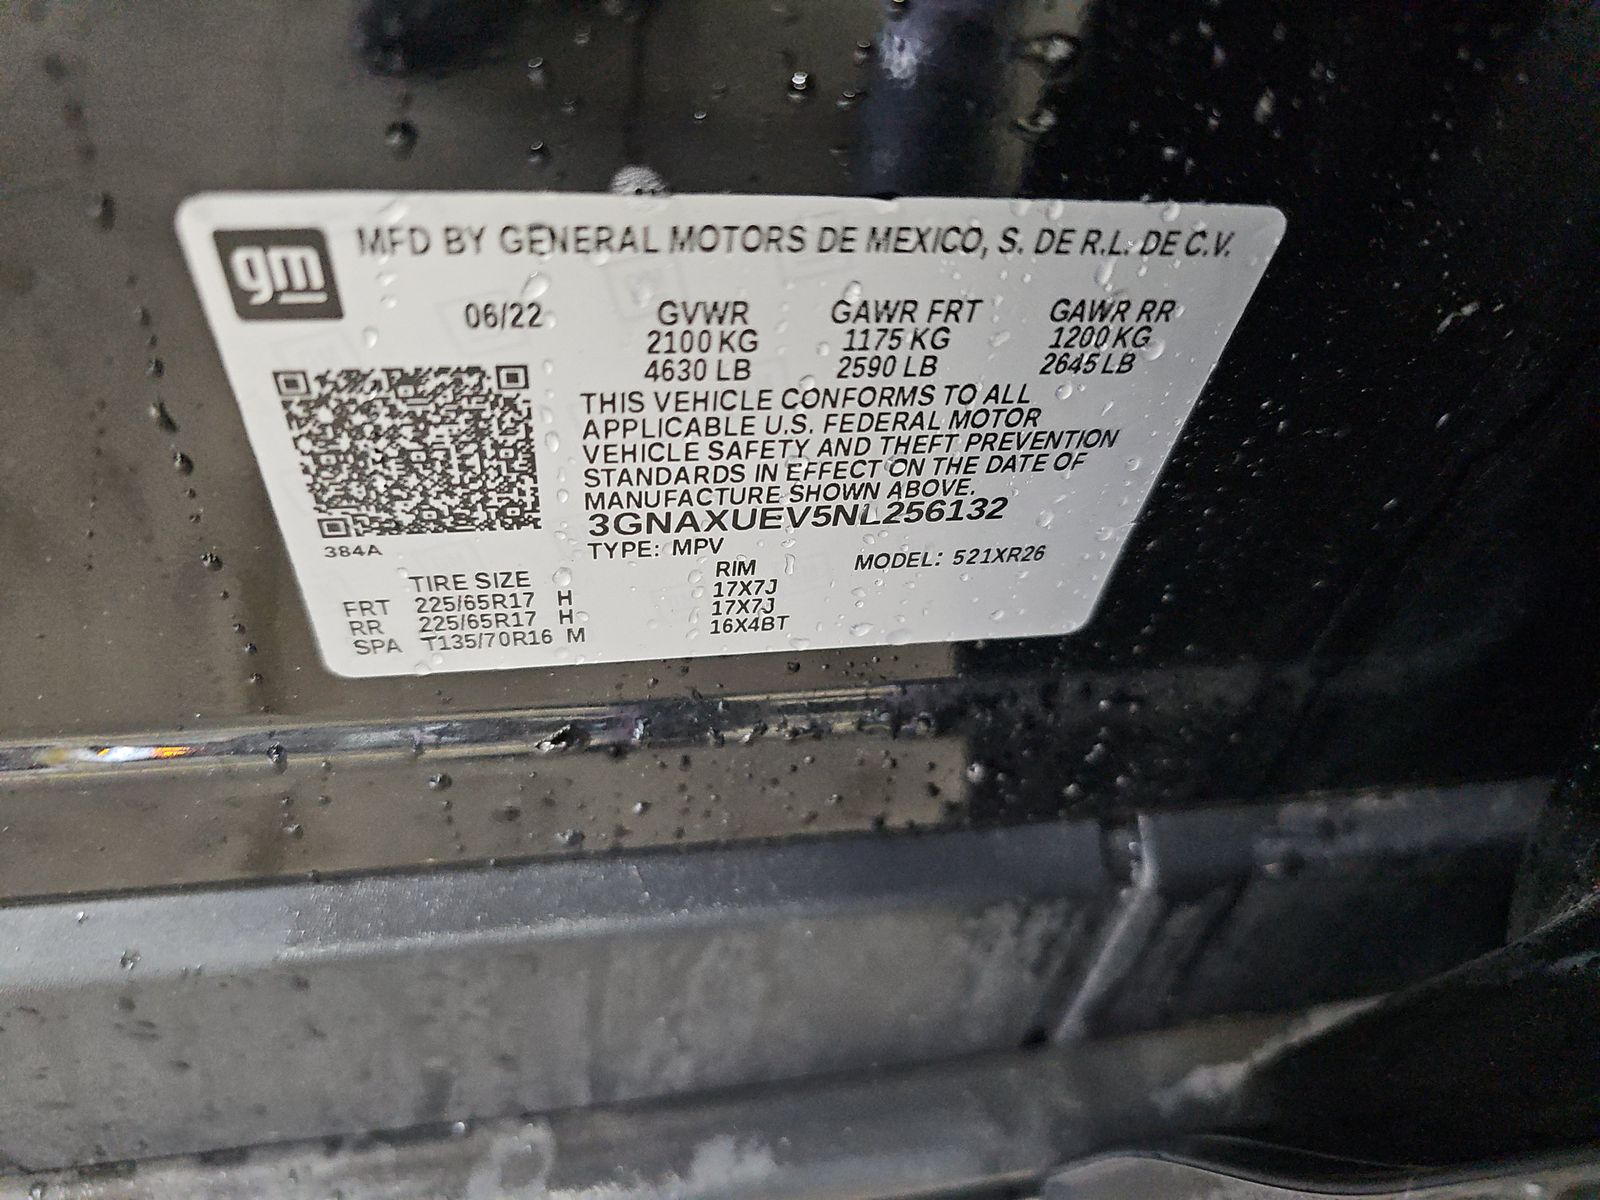 gm
MFD BY GENERAL MOTORS DE MEXICO, S. DE R.L. DE C.V.
06/22 GVWR GAWR FRT GAWR RR
2100 KG 1175 KG 1200 KG
4630 LB 2590 LB 2645 LB
THIS VEHICLE CONFORMS TO ALL
APPLICABLE U.S. FEDERAL MOTOR
VEHICLE SAFETY AND THEFT PREVENTION
STANDARDS IN EFFECT ON THE DATE OF
MANUFACTURE SHOWN ABOVE.
3GNAXUEV5NL256132
384A
TYPE: MPV MODEL: 521XR26
TIRE SIZE RIM
FRT 225/65R17 H 17X7J
RR 225/65R17 H 17X7J
SPA T135/70R16 M 16X4BT